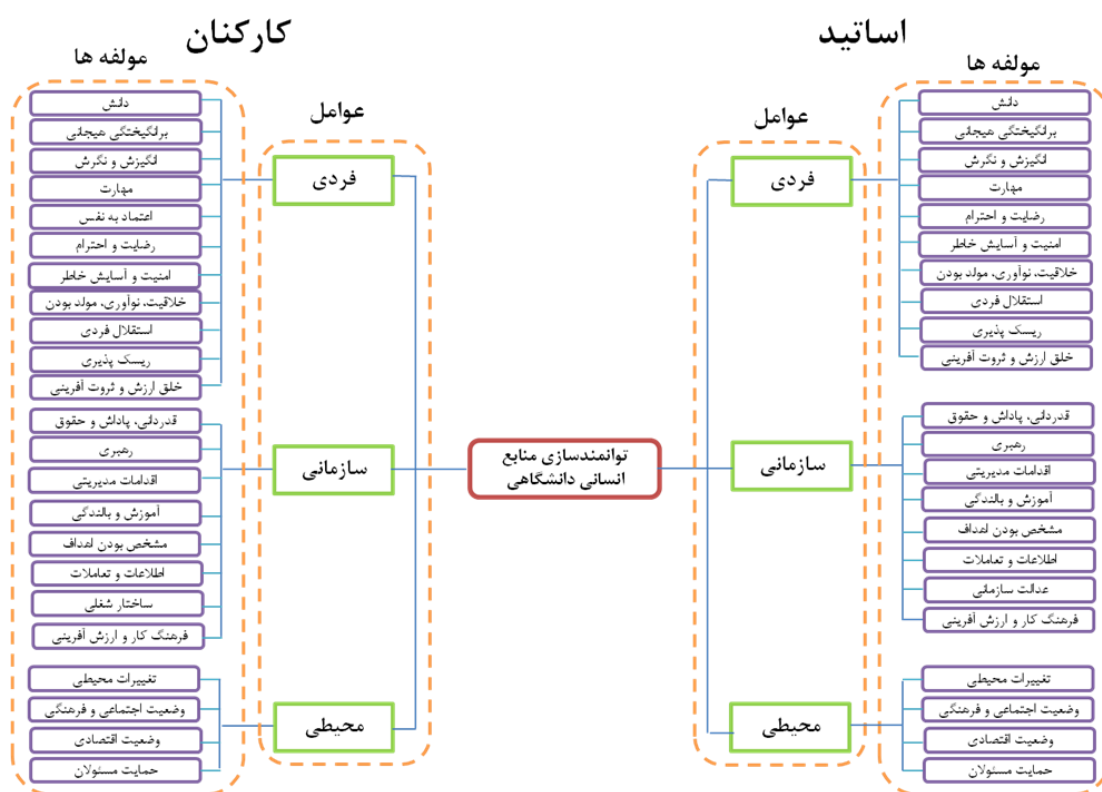 اساتید
مولفه ها
عوامل
دانش
برانگیختگی هیجانی
انگیزش و نگرش
مهارت
رضایت و احترام
امنیت و آسایش خاطر
خلاقیت، نوآوری، مولد بودن
استقلال فردی
ریسک پذیری
خلق ارزش و ثروت آفرینی
فردی
قدردانی، پاداش و حقوق
رهبری
اقدامات مدیریتی
آموزش و بالندگی
مشخص بودن اهداف
اطلاعات و تعاملات
عدالت سازمانی
فرهنگ کار و ارزش آفرینی
سازمانی
تغییرات محیطی
وضعیت اجتماعی و فرهنگی
وضعیت اقتصادی
حمایت مسئولان
محیطی
توانمندسازی منابع
انسانی دانشگاهی
کارکنان
مولفه ها
عوامل
فردی
دانش
برانگیختگی هیجانی
انگیزش و نگرش
مهارت
اعتماد به نفس
رضایت و احترام
امنیت و آسایش خاطر
خلاقیت، نوآوری، مولد بودن
استقلال فردی
ریسک پذیری
خلق ارزش و ثروت آفرینی
سازمانی
قدردانی، پاداش و حقوق
رهبری
اقدامات مدیریتی
آموزش و بالندگی
مشخص بودن اهداف
اطلاعات و تعاملات
ساختار شغلی
فرهنگ کار و ارزش آفرینی
محیطی
تغییرات محیطی
وضعیت اجتماعی و فرهنگی
وضعیت اقتصادی
حمایت مسئولان